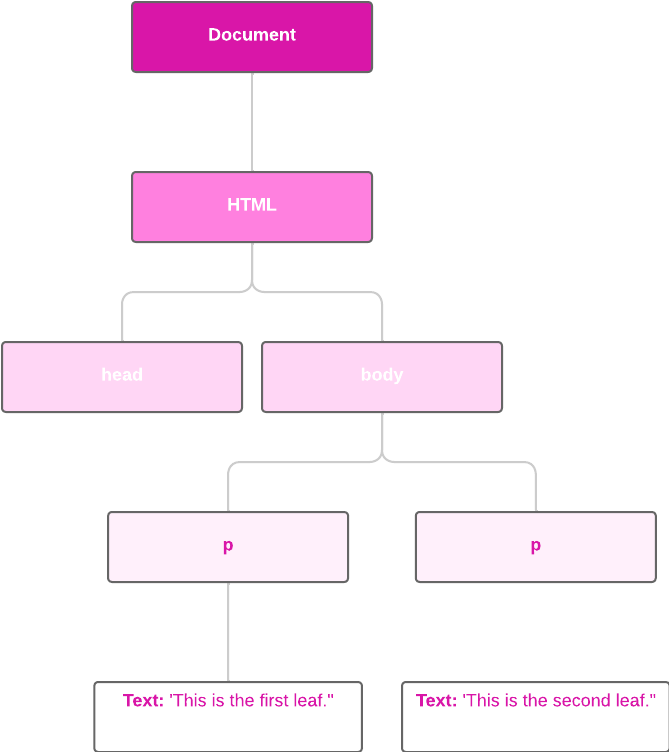 Document
HTML
head
body
p
p
Text: 'This is the first leaf."
Text: 'This is the second leaf."